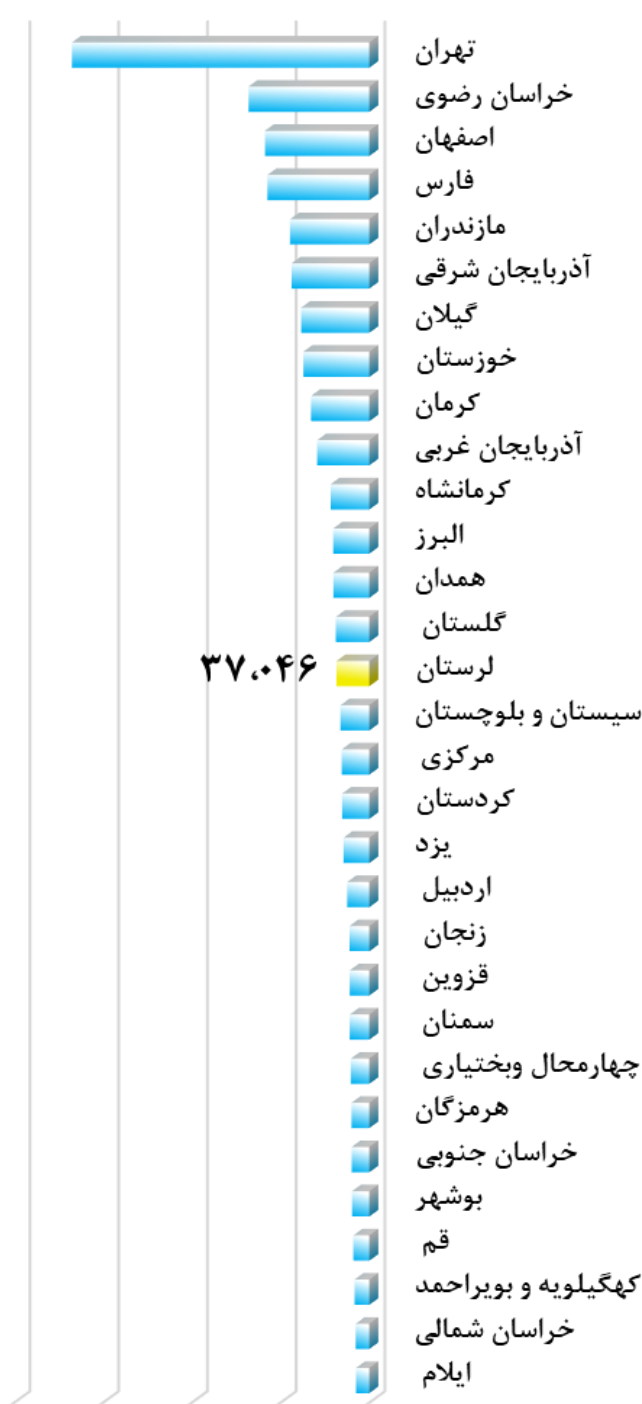 تهران
خراسان رضوی
اصفهان
فارس
مازندران
آذربایجان شرقی
گیلان
خوزستان
کرمان
آذربایجان غربی
کرمانشاه
البرز
همدان
گلستان
لرستان
۳۷،۰۴۶
سیستان و بلوچستان
مرکزی
کردستان
یزد
اردبیل
زنجان
قزوین
سمنان
چهارمحال وبختیاری
هرمزگان
خراسان جنوبی
بوشهر
قم
کهگیلویه و بویراحمد
خراسان شمالی
ایلام